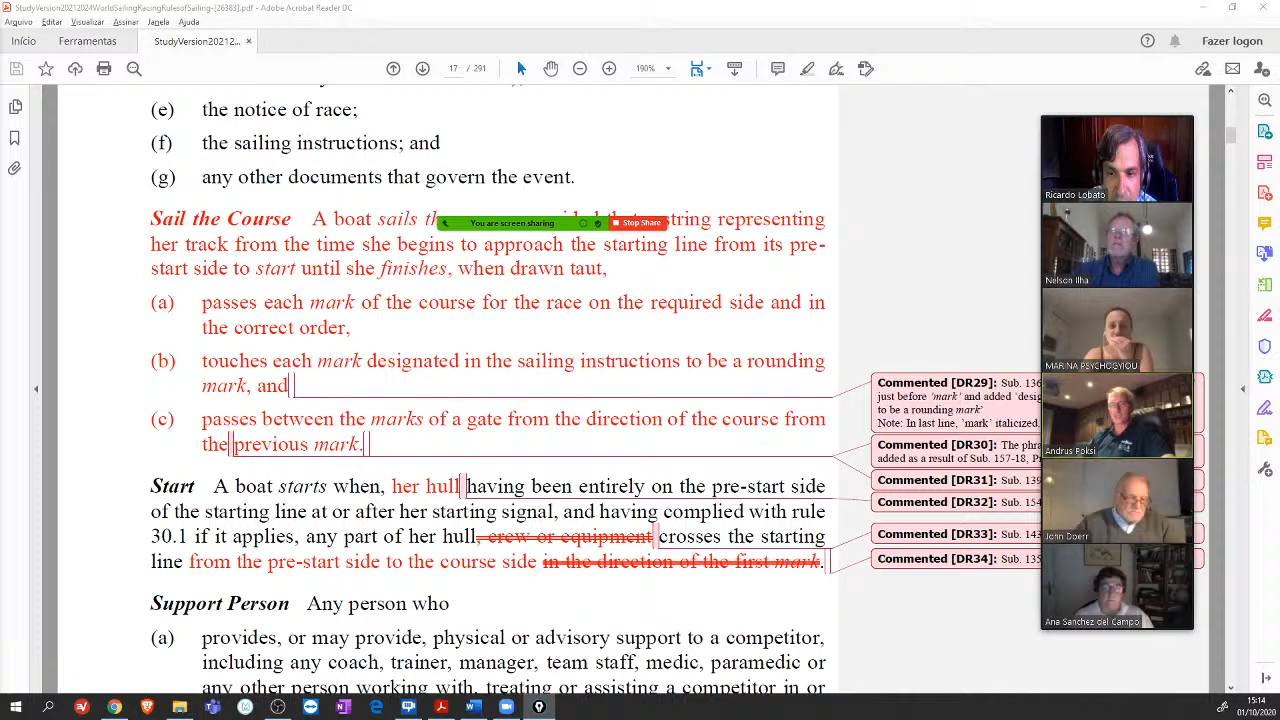 StudyVersion20212024WorldSailingRacingRulesofSailing-[26383].pdf - Adobe Acrobat Reader DC
Arquivo Editar Visualizar Assinar Janela Ajuda
Início Ferramentas StudyVersion20212... × Fazer logon
17 / 291 190%
(e) the notice of race;
(f) the sailing instructions; and
(g) any other documents that govern the event.
Sail the Course A boat sails string representing
You are screen sharing Stop Share
her track from the time she begins to approach the starting line from its pre-
start side to start until she finishes, when drawn taut,
(a) passes each mark of the course for the race on the required side and in
the correct order,
(b) touches each mark designated in the sailing instructions to be a rounding
mark, and
(c) passes between the marks of a gate from the direction of the course from
the previous mark.
Start A boat starts when, her hull having been entirely on the pre-start side
of the starting line at or after her starting signal, and having complied with rule
30.1 if it applies, any part of her hull, crew or equipment crosses the starting
line from the pre-start side to the course side in the direction of the first mark.
Support Person Any person who
(a) provides, or may provide, physical or advisory support to a competitor,
including any coach, trainer, manager, team staff, medic, paramedic or
any other person working with, treating or assisting a competitor in or
Commented [DR29]: Sub. 136
just before 'mark' and added 'desig
to be a rounding mark'
Note: In last line, 'mark' italicized.
Commented [DR30]: The phra
added as a result of Sub. 157-18, P
Commented [DR31]: Sub. 139
Commented [DR32]: Sub. 154
Commented [DR33]: Sub. 143
Commented [DR34]: Sub. 135
Ricardo Lobato
Nelson Ilha
MARINA PSYCHOGYIOU
Andrus Poksi
John Doerr
Ana Sanchez del Campo
15:14
01/10/2020